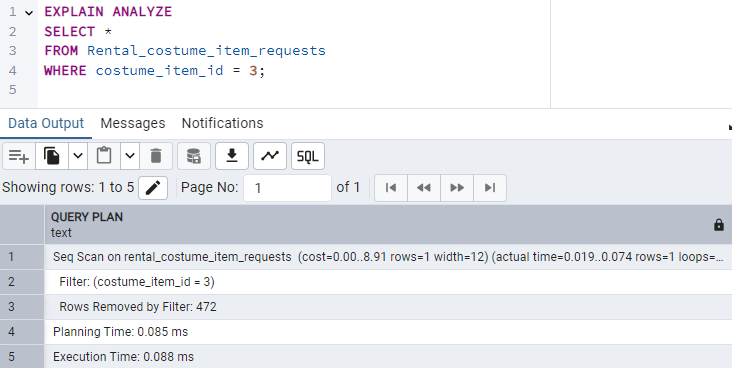 1 EXPLAIN ANALYZE
2 SELECT *
3 FROM Rental_costume_item_requests
4 WHERE costume_item_id = 3;
5
Data Output Messages Notifications
SQL
Showing rows: 1 to 5 Page No: 1 of 1
QUERY PLAN
text
1 Seq Scan on rental_costume_item_requests (cost=0.00..8.91 rows=1 width=12) (actual time=0.019..0.074 rows=1 loops=...
2 Filter: (costume_item_id = 3)
3 Rows Removed by Filter: 472
4 Planning Time: 0.085 ms
5 Execution Time: 0.088 ms